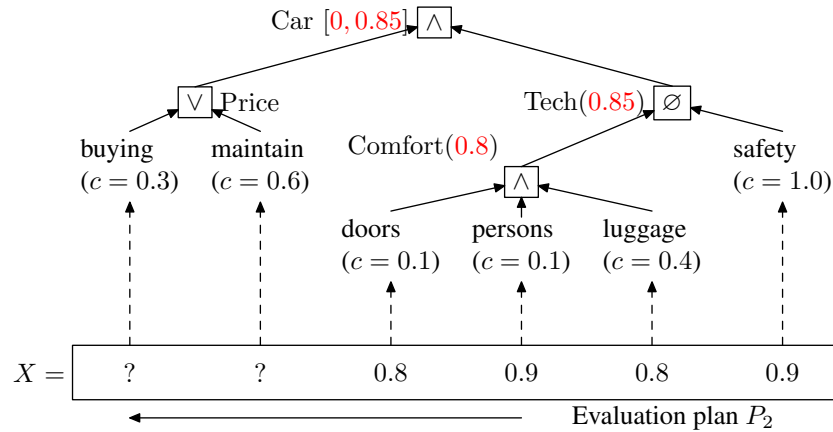 Car [0, 0.85] ∧
∨ Price Tech(0.85) ∅
buying maintain Comfort(0.8) safety
(c = 0.3) (c = 0.6) ∧ (c = 1.0)
doors persons luggage
(c = 0.1) (c = 0.1) (c = 0.4)
X = ? ? 0.8 0.9 0.8 0.9
Evaluation plan P₂